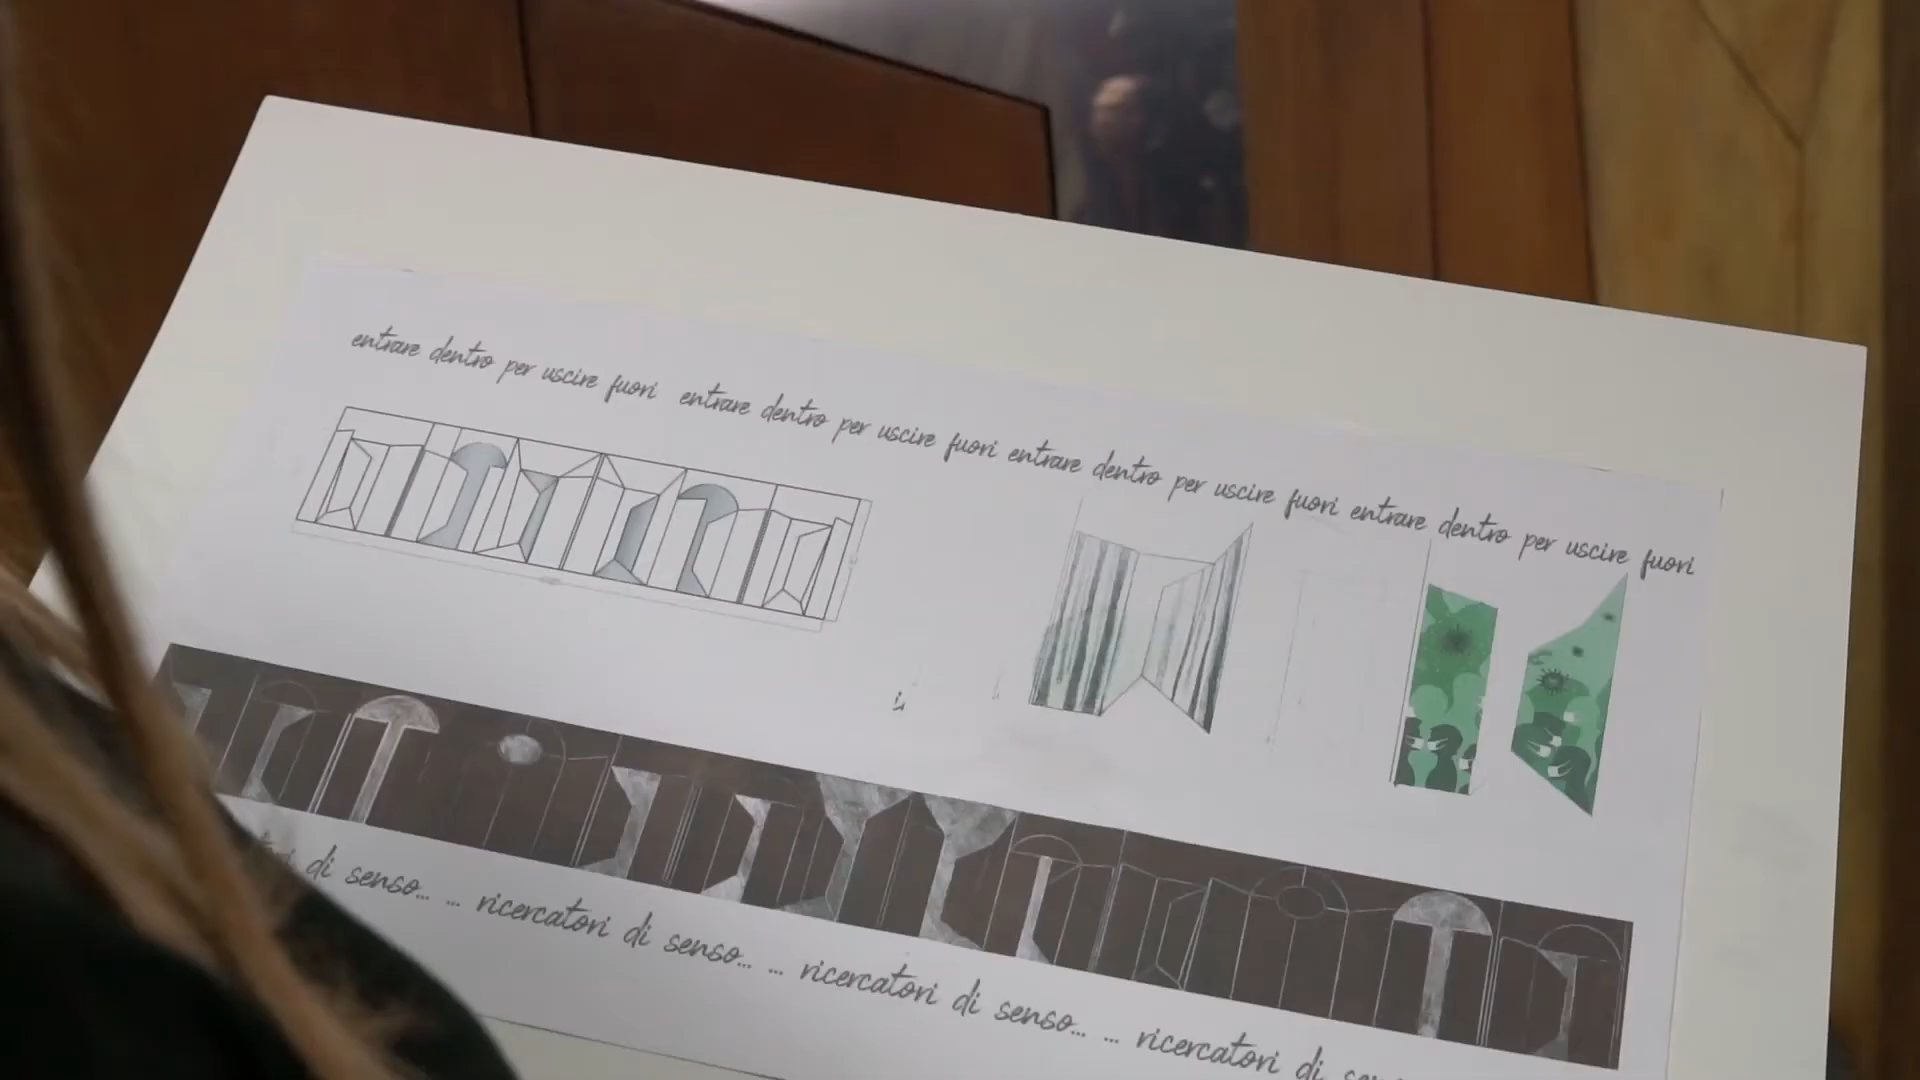 entrare dentro per uscire fuori entrare dentro per uscire fuori entrare dentro per uscire fuori entrare dentro per uscire fuori
di senso... ... ricercatori di senso... ... ricercatori di senso... ... ricercatori di